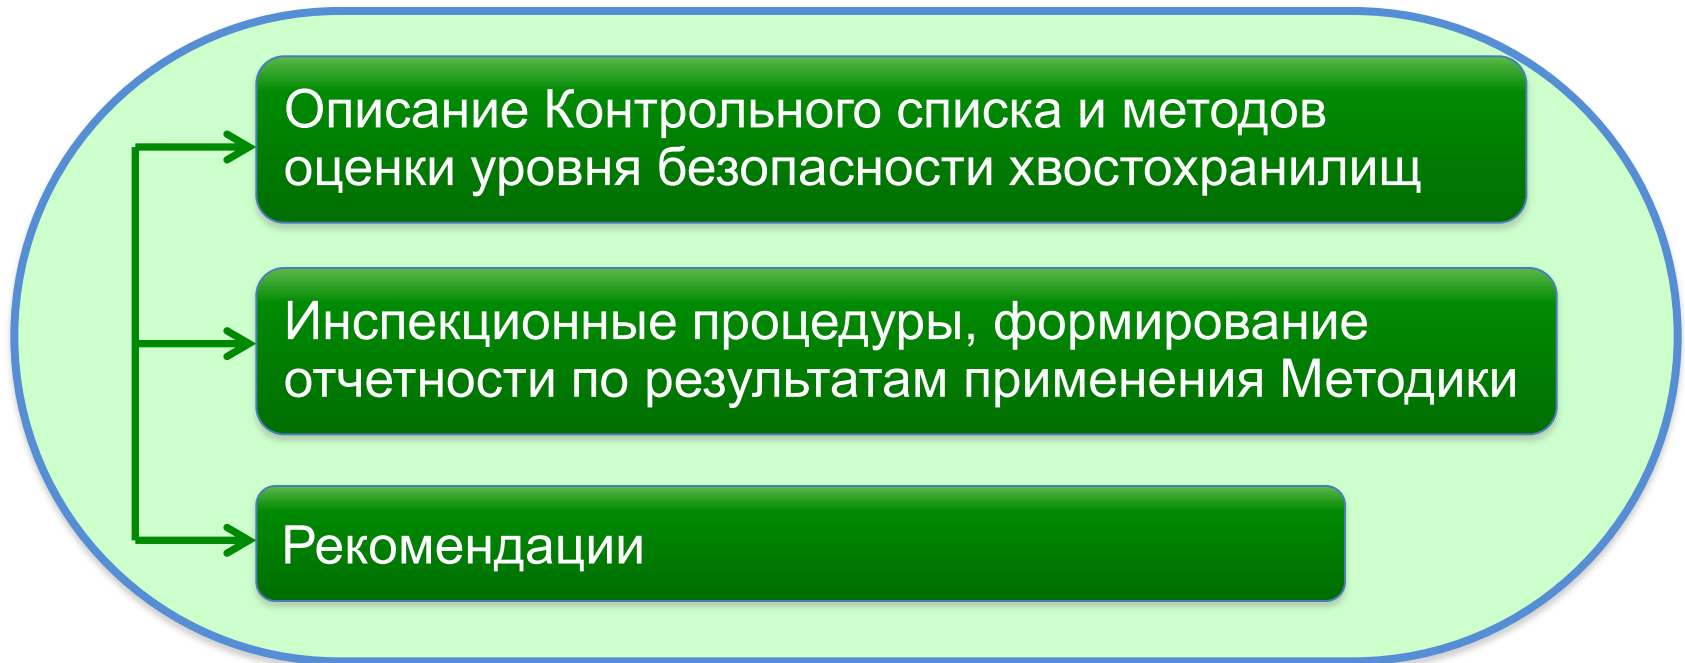 Описание Контрольного списка и методов
оценки уровня безопасности хвостохранилищ
Инспекционные процедуры, формирование
отчетности по результатам применения Методики
Рекомендации